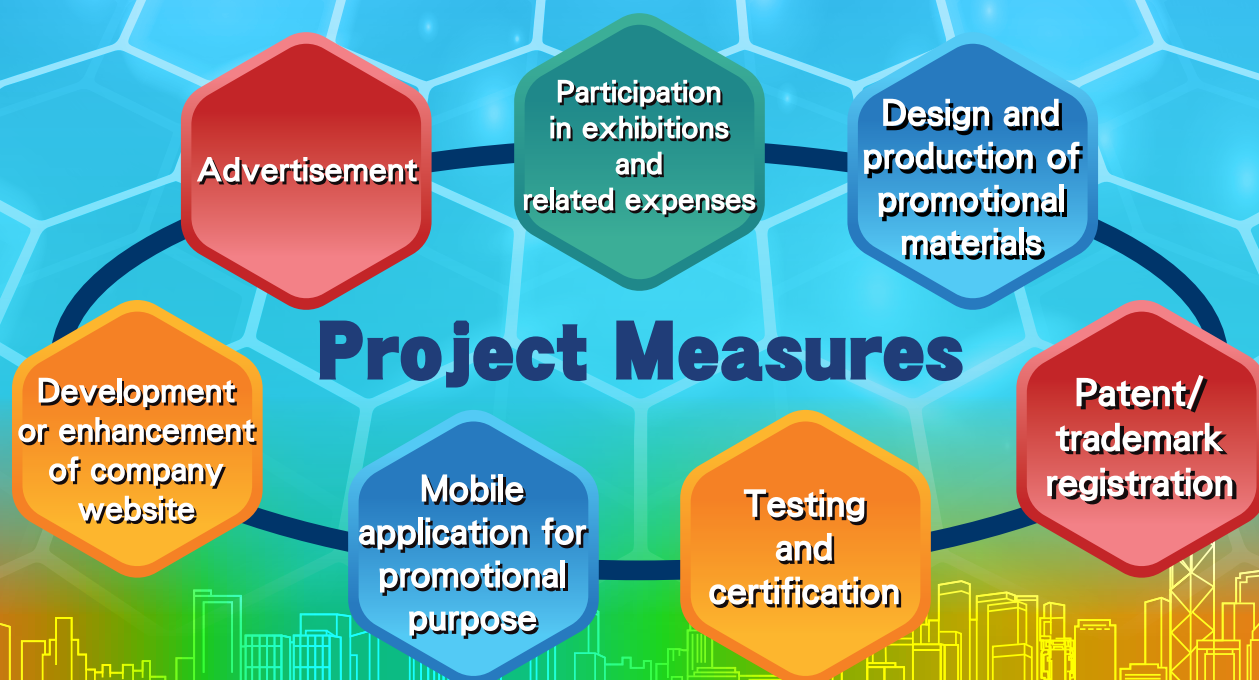 Advertisement
Participation
in exhibitions
and
related expenses
Design and
production of
promotional
materials
Project Measures
Development
or enhancement
of company
website
Mobile
application for
promotional
purpose
Testing
and
certification
Patent/
trademark
registration